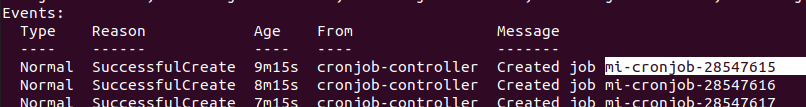 Events:
Type Reason Age From Message
---- ------ ---- ---- -------
Normal SuccessfulCreate 9m15s cronjob-controller Created job mi-cronjob-28547615
Normal SuccessfulCreate 8m15s cronjob-controller Created job mi-cronjob-28547616
Normal SuccessfulCreate 7m15s cronjob-controller Created job mi-cronjob-28547617